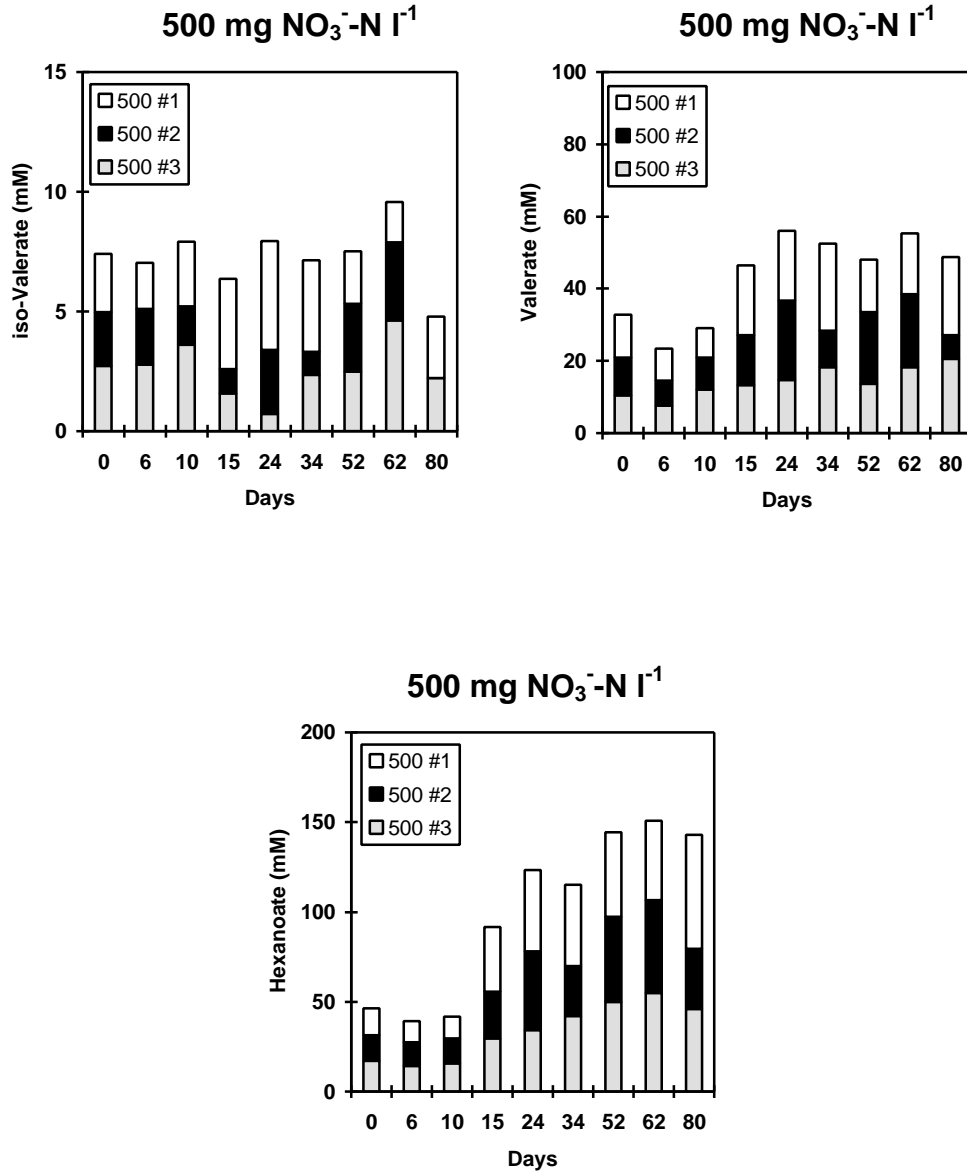 500 mg NO₃⁻-N l⁻¹
15
10
5
0
iso-Valerate (mM)
500 #1
500 #2
500 #3
0 6 10 15 24 34 52 62 80
Days
500 mg NO₃⁻-N l⁻¹
100
80
60
40
20
0
Valerate (mM)
500 #1
500 #2
500 #3
0 6 10 15 24 34 52 62 80
Days
500 mg NO₃⁻-N l⁻¹
200
150
100
50
0
Hexanoate (mM)
500 #1
500 #2
500 #3
0 6 10 15 24 34 52 62 80
Days